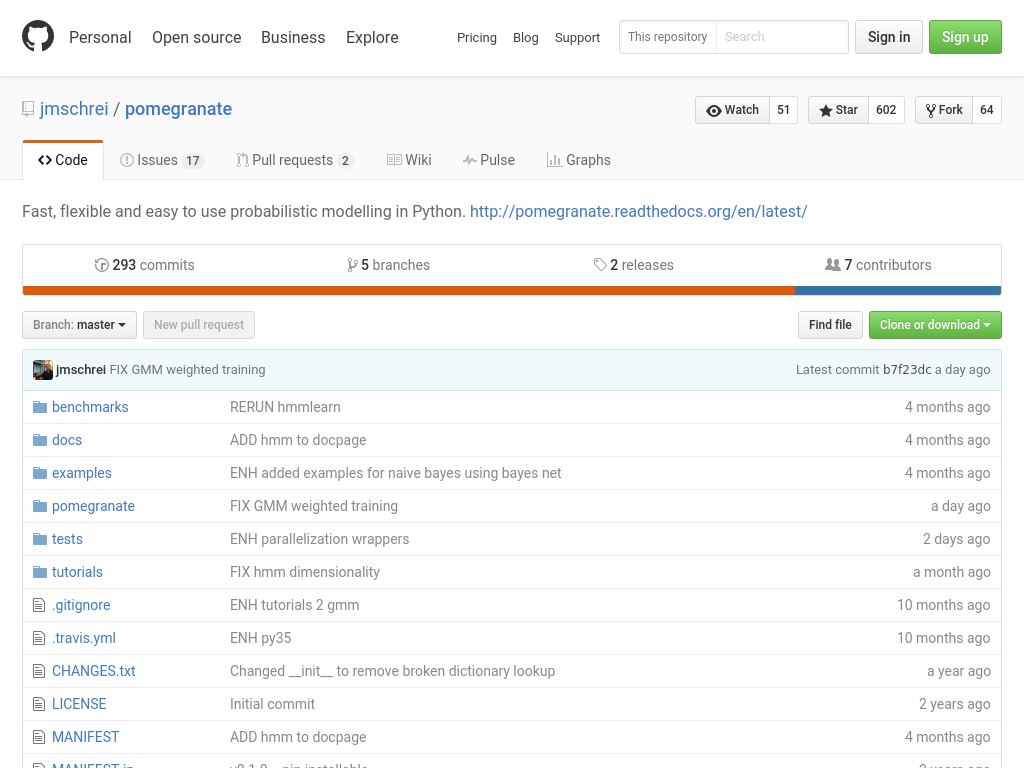 Personal Open source Business Explore Pricing Blog Support This repository Search Sign in Sign up
jmschrei / pomegranate Watch 51 Star 602 Fork 64
Code Issues 17 Pull requests 2 Wiki Pulse Graphs
Fast, flexible and easy to use probabilistic modelling in Python. http://pomegranate.readthedocs.org/en/latest/
293 commits 5 branches 2 releases 7 contributors
Branch: master New pull request Find file Clone or download
jmschrei FIX GMM weighted training Latest commit b7f23dc a day ago
benchmarks RERUN hmmlearn 4 months ago
docs ADD hmm to docpage 4 months ago
examples ENH added examples for naive bayes using bayes net 4 months ago
pomegranate FIX GMM weighted training a day ago
tests ENH parallelization wrappers 2 days ago
tutorials FIX hmm dimensionality a month ago
.gitignore ENH tutorials 2 gmm 10 months ago
.travis.yml ENH py35 10 months ago
CHANGES.txt Changed __init__ to remove broken dictionary lookup a year ago
LICENSE Initial commit 2 years ago
MANIFEST ADD hmm to docpage 4 months ago